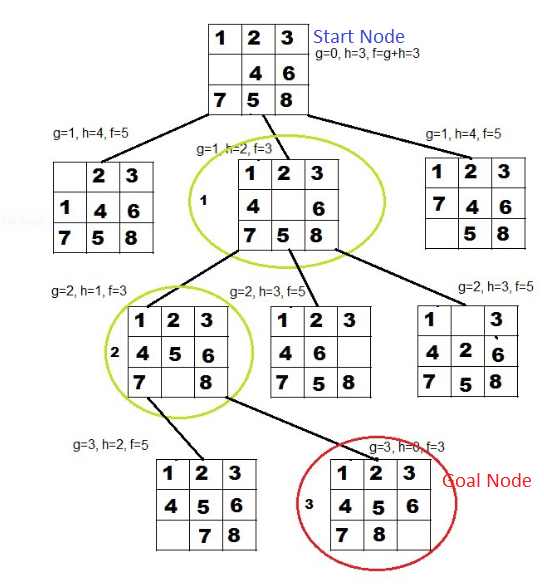 1 2 3 Start Node
g=0, h=3, f=g+h=3
4 6
7 5 8
g=1, h=4, f=5
g=1, h=2, f=3
g=1, h=4, f=5
2 3
1 4 6
7 5 8
1
1 2 3
4 6
7 5 8
1 2 3
7 4 6
5 8
g=2, h=1, f=3
g=2, h=3, f=5
g=2, h=3, f=5
2
1 2 3
4 5 6
7 8
1 2 3
4 6
7 5 8
1 3
4 2 6
7 5 8
g=3, h=2, f=5
g=3, h=0, f=3
1 2 3
4 5 6
7 8
3
1 2 3
4 5 6
7 8
Goal Node